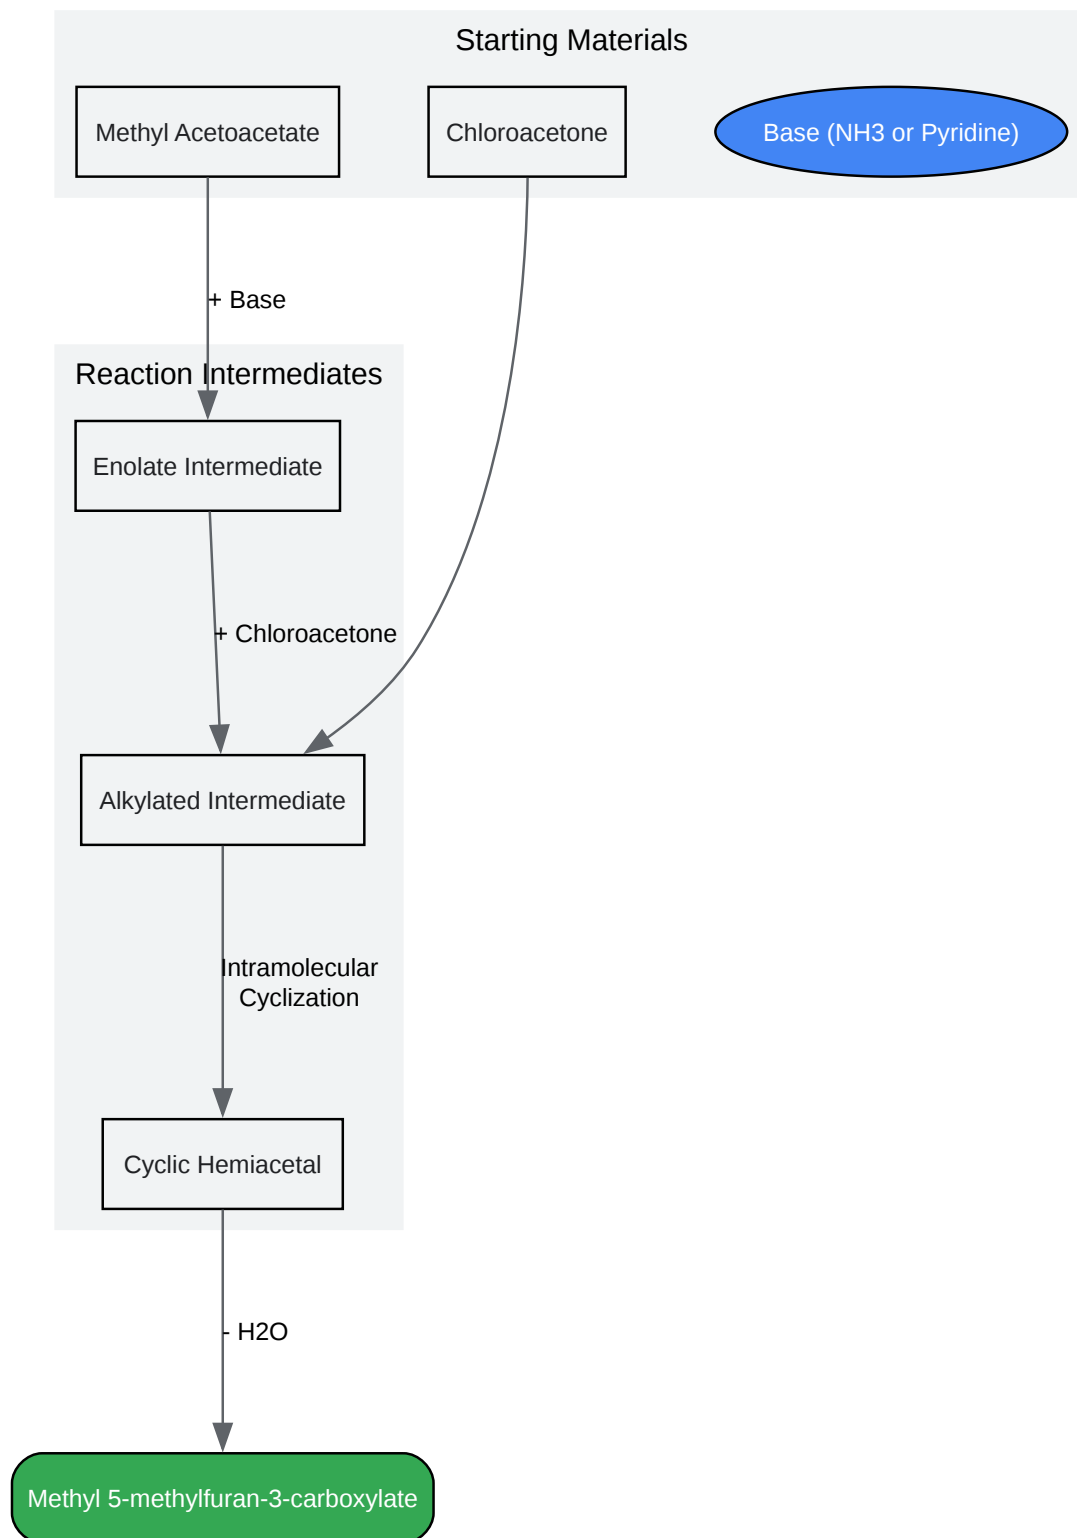 Starting Materials
Methyl Acetoacetate
Chloroacetone
Base (NH3 or Pyridine)
+ Base
Reaction Intermediates
Enolate Intermediate
+ Chloroacetone
Alkylated Intermediate
Intramolecular
Cyclization
Cyclic Hemiacetal
- H2O
Methyl 5-methylfuran-3-carboxylate